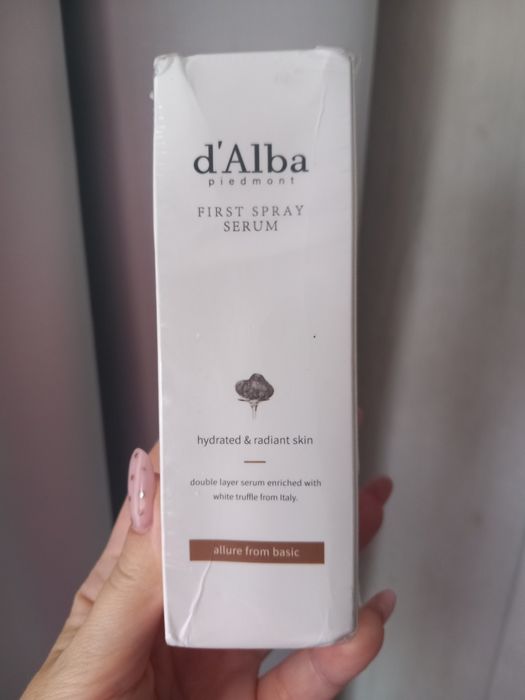 d'Alba
piedmont
FIRST SPRAY
SERUM
hydrated & radiant skin
double layer serum enriched with
white truffle from Italy.
allure from basic